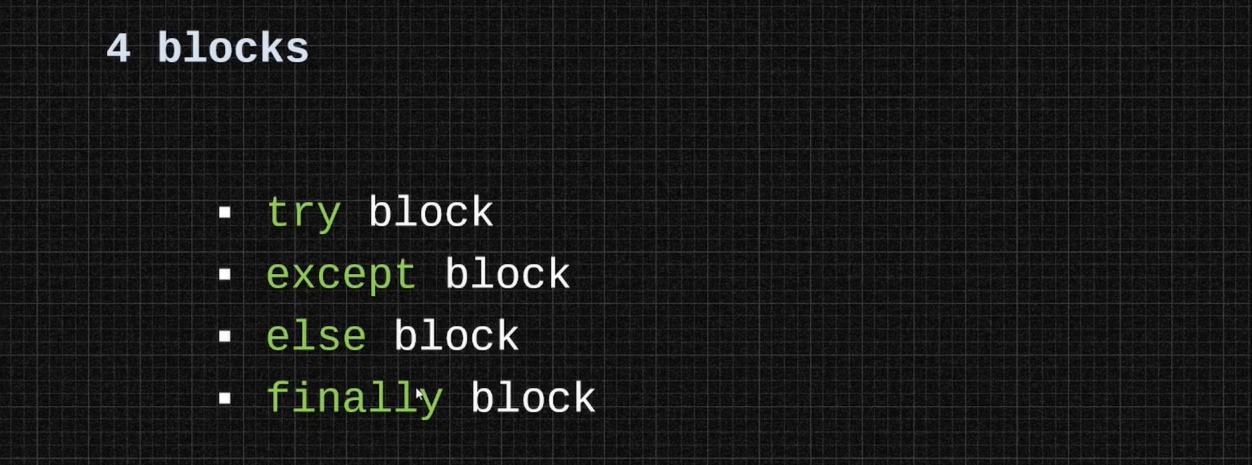 4 blocks
▪ try block
▪ except block
▪ else block
▪ finally block